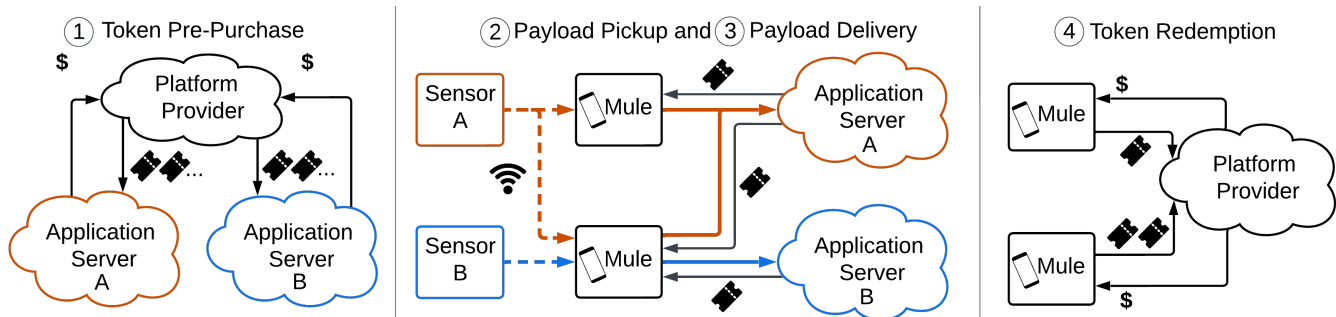 1 Token Pre-Purchase
$ $
Platform
Provider
... ...
Application
Server
A
Application
Server
B
2 Payload Pickup and 3 Payload Delivery
Sensor
A
Mule
Application
Server
A
Sensor
B
Mule
Application
Server
B
4 Token Redemption
$
Mule
Platform
Provider
Mule
$